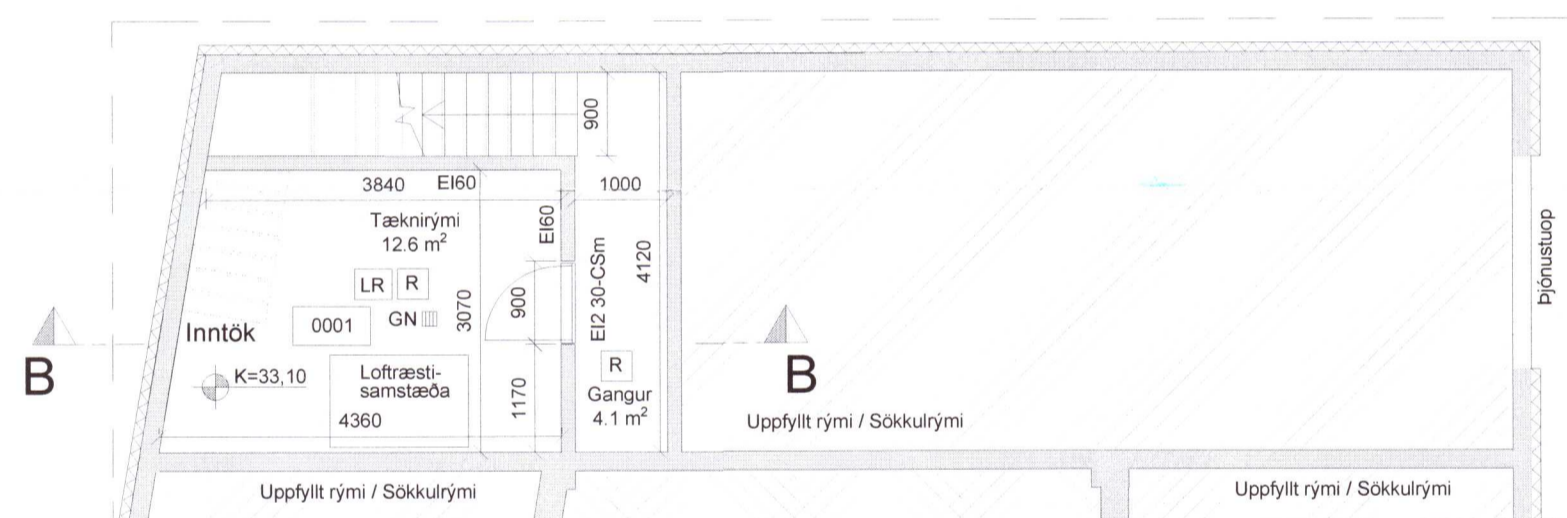 900
3840
EI60
1000
Tæknirými
12.6 m²
EI60
LR
R
4120
EI2 30-CSm
3070
900
0001
GN
Inntök
B
K=33,10
Loftræsti-
samstæða
4360
1170
R
Gangur
4.1 m²
B
Uppfyllt rými / Sökkulrými
Þjónustuop
Uppfyllt rými / Sökkulrými
Uppfyllt rými / Sökkulrými